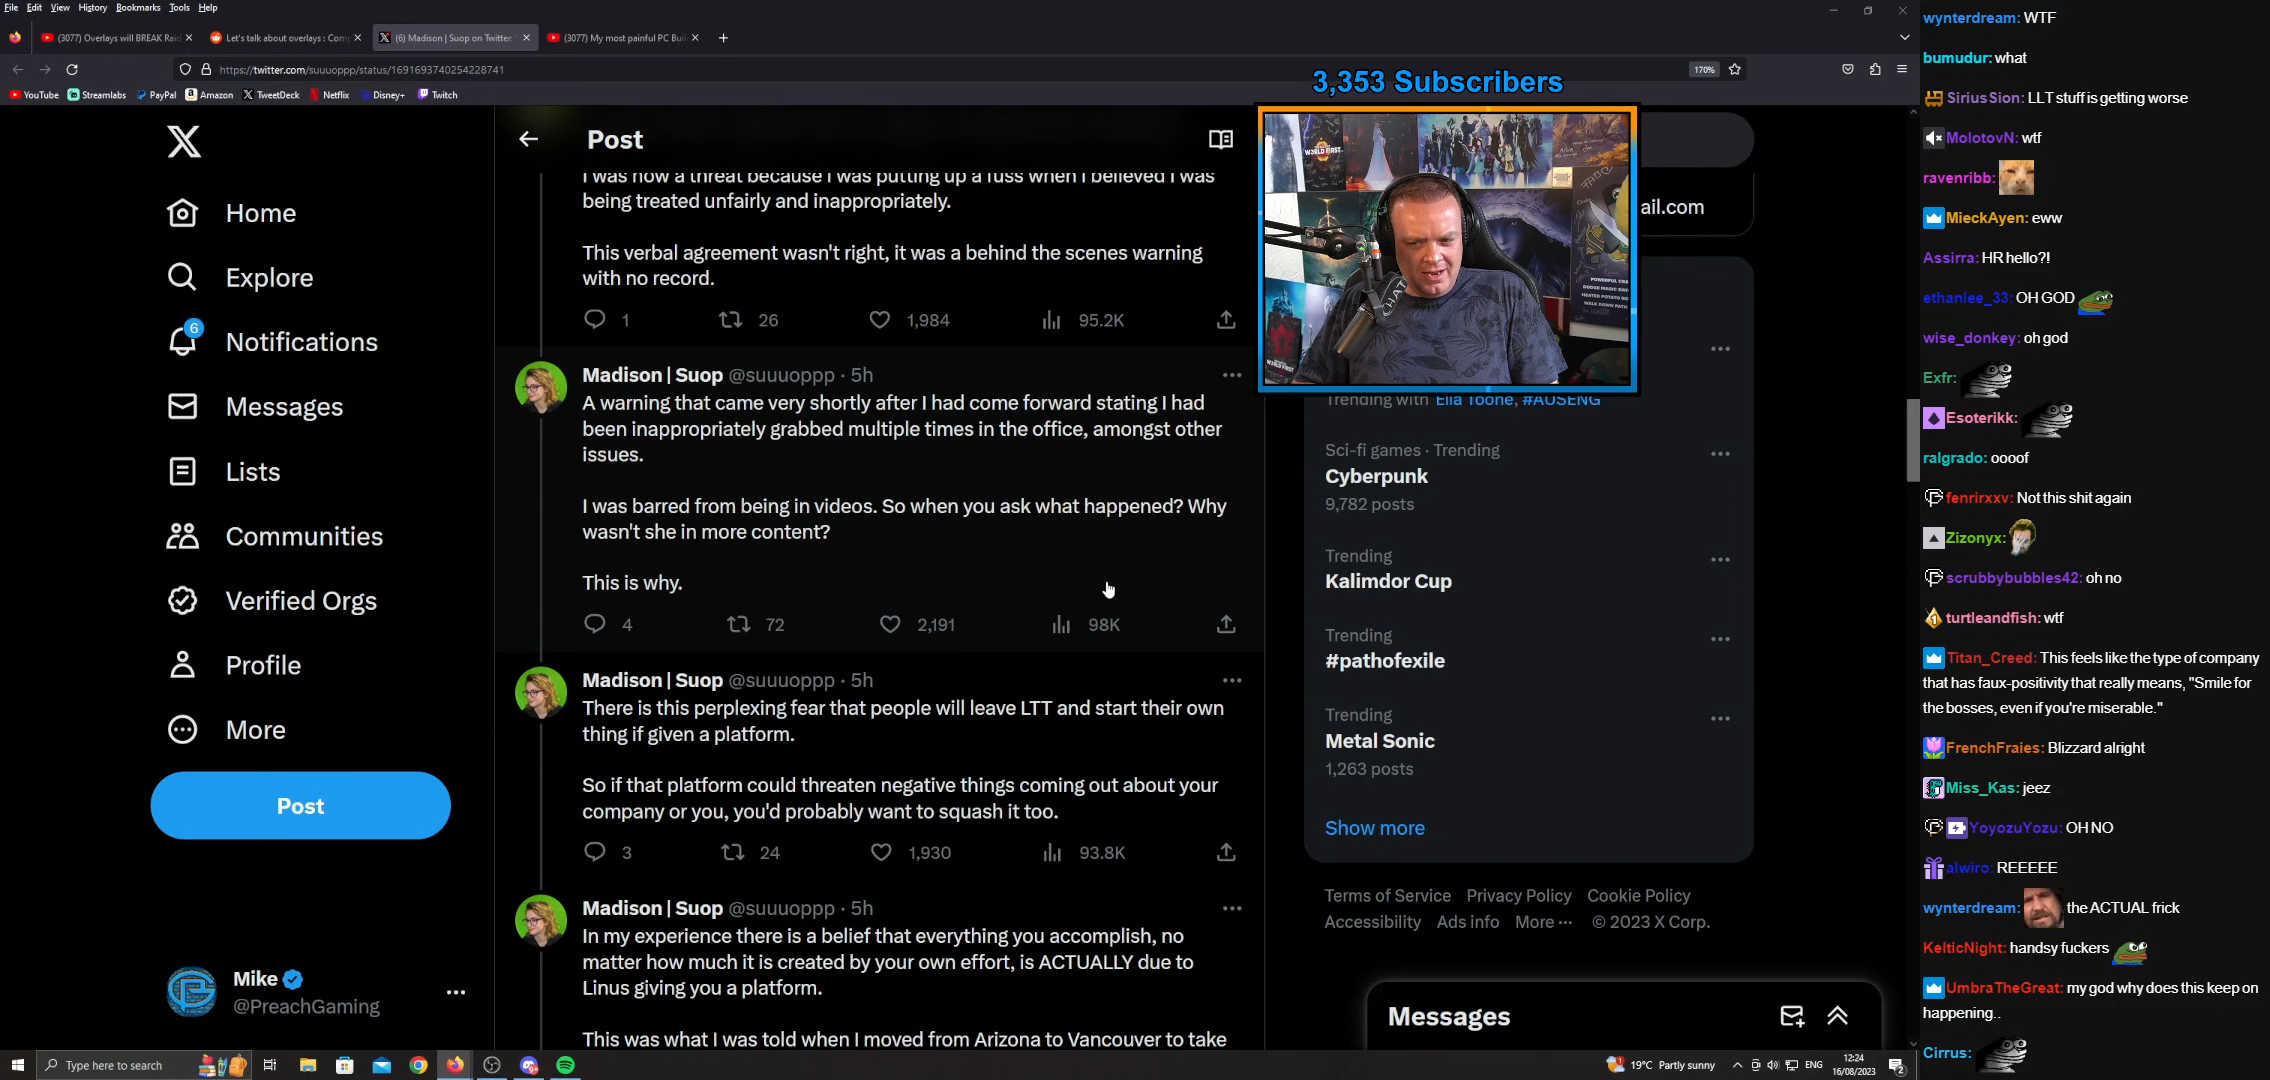 File Edit View History Bookmarks Tools Help
(3077) Overlays will BREAK Raid
Let's talk about overlays : Comp
(6) Madison | Suop on Twitter:
(3077) My most painful PC Buil
https://twitter.com/suuuoppp/status/1691693740254228741
170%
YouTube Streamlabs PayPal Amazon TweetDeck Netflix Disney+ Twitch
3,353 Subscribers
Home
Explore
6
Notifications
Messages
Lists
Communities
Verified Orgs
Profile
More
Post
Mike
@PreachGaming
Post
I was now a threat because I was putting up a fuss when I believed I was
being treated unfairly and inappropriately.
This verbal agreement wasn't right, it was a behind the scenes warning
with no record.
1 26 1,984 95.2K
Madison | Suop @suuuoppp · 5h
A warning that came very shortly after I had come forward stating I had
been inappropriately grabbed multiple times in the office, amongst other
issues.
I was barred from being in videos. So when you ask what happened? Why
wasn't she in more content?
This is why.
4 72 2,191 98K
Madison | Suop @suuuoppp · 5h
There is this perplexing fear that people will leave LTT and start their own
thing if given a platform.
So if that platform could threaten negative things coming out about your
company or you, you'd probably want to squash it too.
3 24 1,930 93.8K
Madison | Suop @suuuoppp · 5h
In my experience there is a belief that everything you accomplish, no
matter how much it is created by your own effort, is ACTUALLY due to
Linus giving you a platform.
This was what I was told when I moved from Arizona to Vancouver to take
ail.com
WORLD FIRST
Trending with Ella Toone, #AUSENG
Sci-fi games · Trending
Cyberpunk
9,782 posts
Trending
Kalimdor Cup
Trending
#pathofexile
Trending
Metal Sonic
1,263 posts
Show more
Terms of Service Privacy Policy Cookie Policy
Accessibility Ads info More ··· © 2023 X Corp.
Messages
wynterdream: WTF
bumudur: what
SiriusSion: LLT stuff is getting worse
MolotovN: wtf
ravenribb:
MieckAyen: eww
Assirra: HR hello?!
ethanlee_33: OH GOD
wise_donkey: oh god
Exfr:
Esoterikk:
ralgrado: oooof
fenrirxxv: Not this shit again
Zizonyx:
scrubbybubbles42: oh no
turtleandfish: wtf
Titan_Creed: This feels like the type of company
that has faux-positivity that really means, "Smile for
the bosses, even if you're miserable."
FrenchFraies: Blizzard alright
Miss_Kas: jeez
YoyozuYozu: OH NO
alwiro: REEEEE
wynterdream: the ACTUAL frick
KelticNight: handsy fuckers
UmbraTheGreat: my god why does this keep on
happening..
Cirrus:
Type here to search
19°C Partly sunny
ENG
12:24
16/08/2023
2